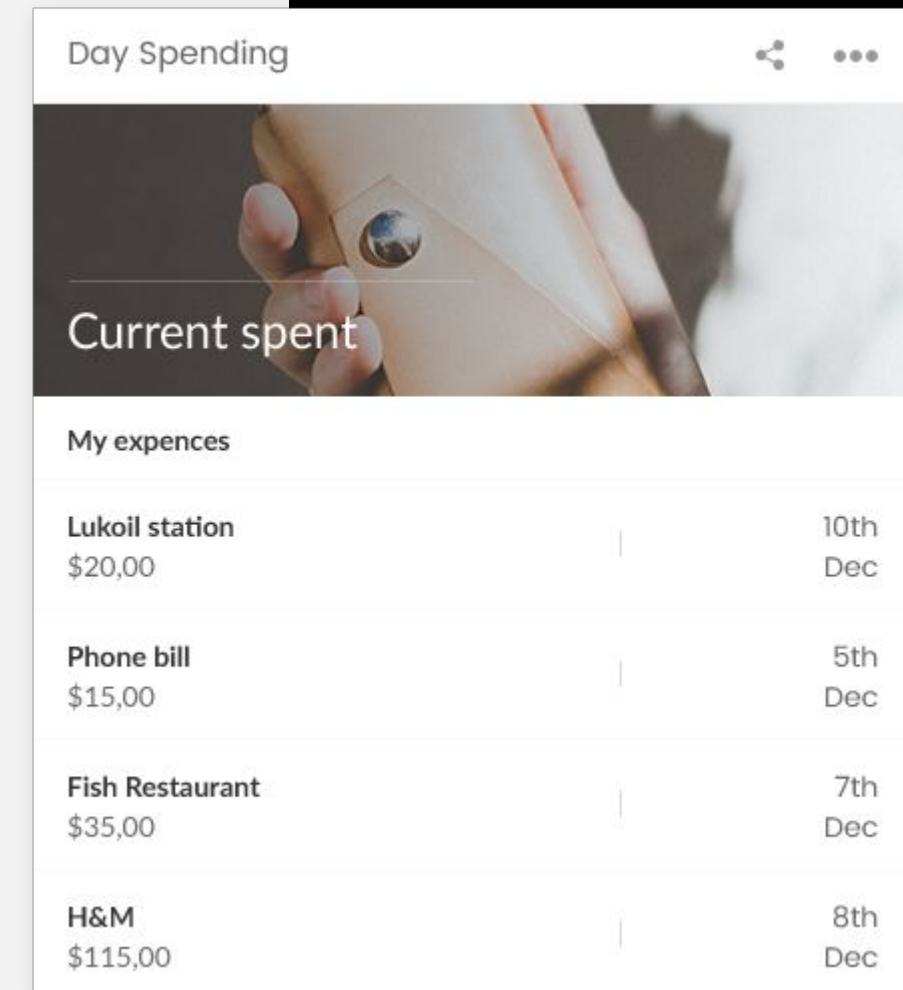 Day Spending
Current spent
My expences
Lukoil station
$20,00
10th
Dec
Phone bill
$15,00
5th
Dec
Fish Restaurant
$35,00
7th
Dec
H&M
$115,00
8th
Dec